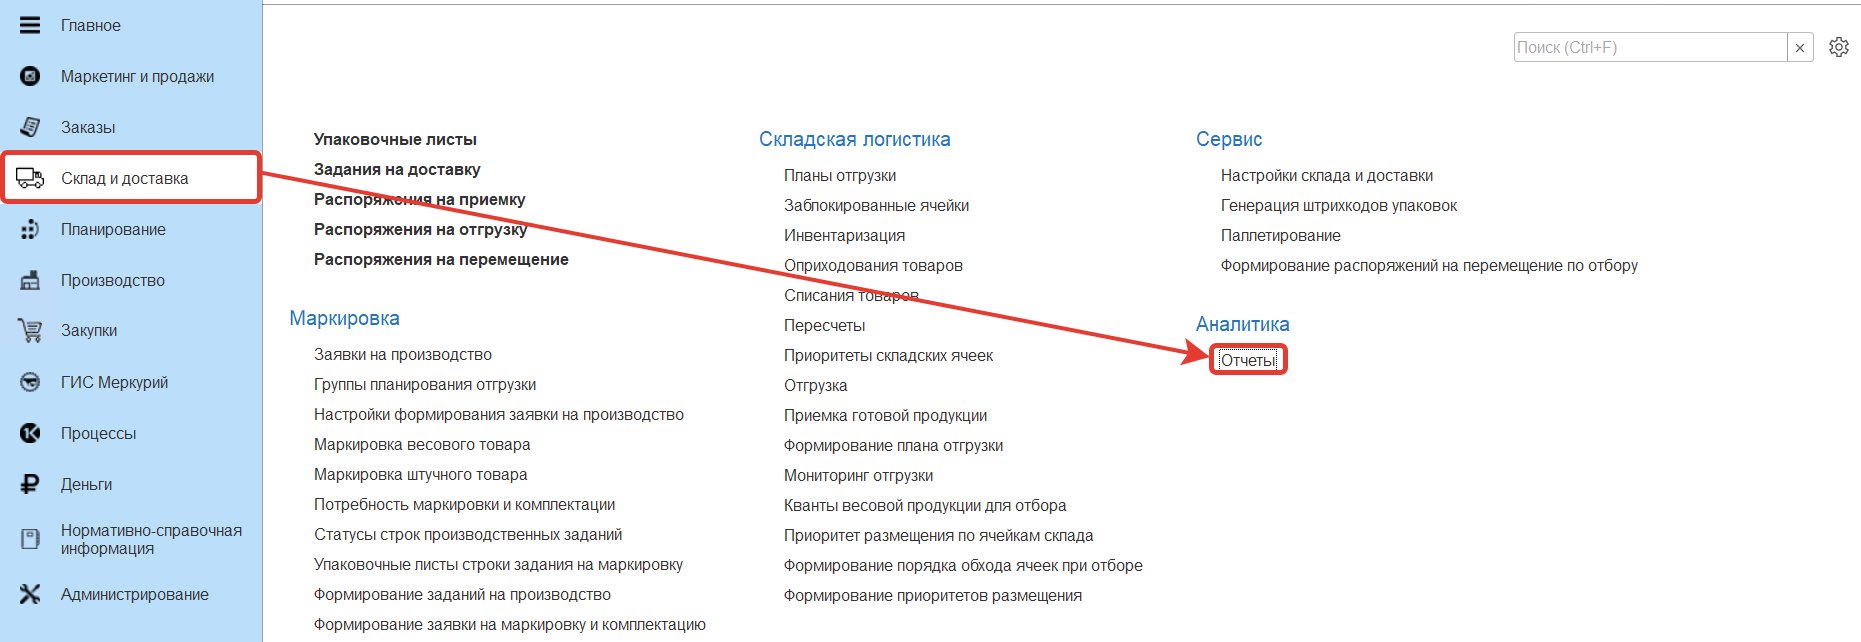 Главное
Маркетинг и продажи
Заказы
Склад и доставка
Планирование
Производство
Закупки
ГИС Меркурий
Процессы
Деньги
Нормативно-справочная
информация
Администрирование
Поиск (Ctrl+F)
Упаковочные листы
Задания на доставку
Распоряжения на приемку
Распоряжения на отгрузку
Распоряжения на перемещение
Маркировка
Заявки на производство
Группы планирования отгрузки
Настройки формирования заявки на производство
Маркировка весового товара
Маркировка штучного товара
Потребность маркировки и комплектации
Статусы строк производственных заданий
Упаковочные листы строки задания на маркировку
Формирование заданий на производство
Формирование заявки на маркировку и комплектацию
Складская логистика
Планы отгрузки
Заблокированные ячейки
Инвентаризация
Оприходования товаров
Списания товаров
Пересчеты
Приоритеты складских ячеек
Отгрузка
Приемка готовой продукции
Формирование плана отгрузки
Мониторинг отгрузки
Кванты весовой продукции для отбора
Приоритет размещения по ячейкам склада
Формирование порядка обхода ячеек при отборе
Формирование приоритетов размещения
Сервис
Настройки склада и доставки
Генерация штрихкодов упаковок
Паллетирование
Формирование распоряжений на перемещение по отбору
Аналитика
Отчеты